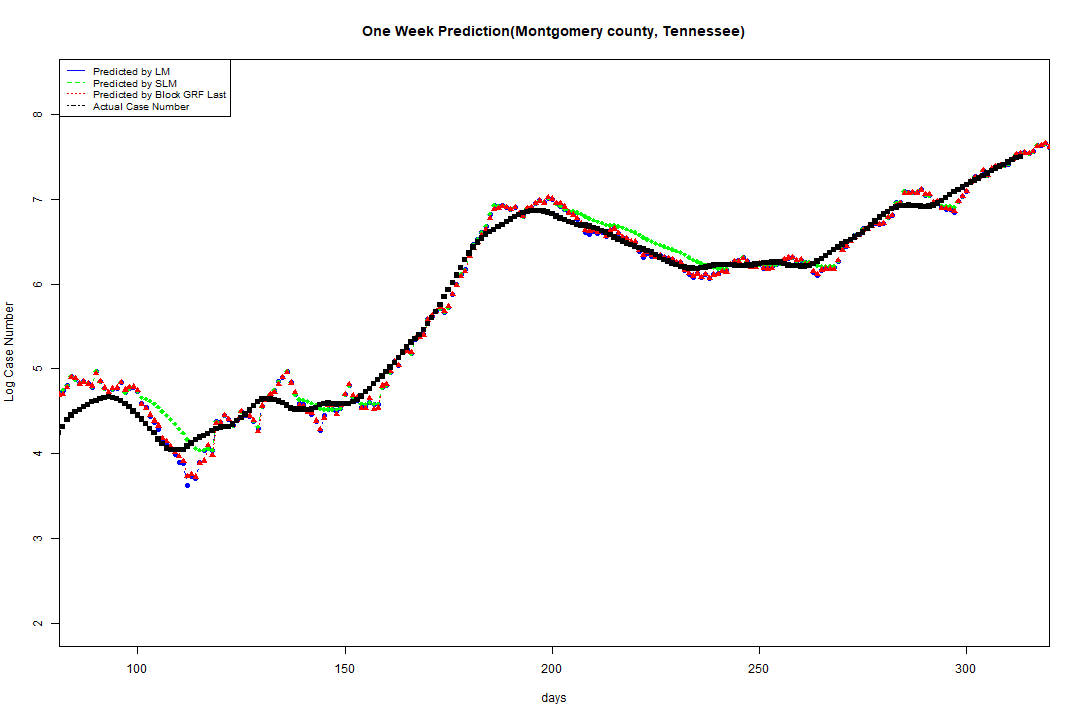 One Week Prediction(Montgomery county, Tennessee)
Predicted by LM
Predicted by SLM
Predicted by Block GRF Last
Actual Case Number
8
7
6
5
4
3
2
Log Case Number
100 150 200 250 300
days